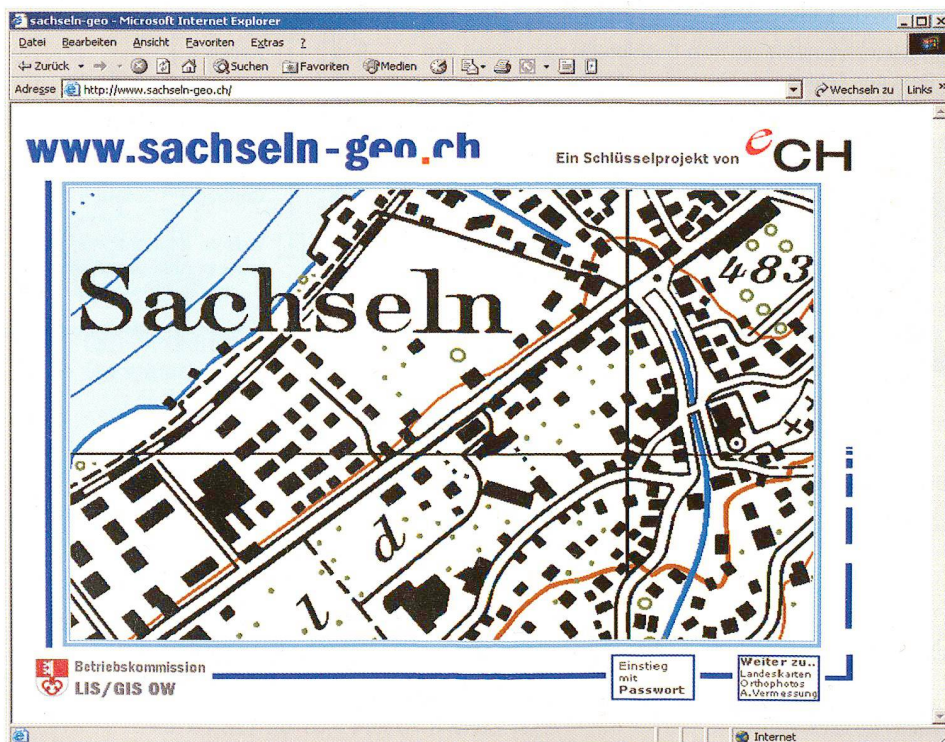 sachseln-geo - Microsoft Internet Explorer
Datei Bearbeiten Ansicht Favoriten Extras ?
Zurück Suchen Favoriten Medien
Adresse http://www.sachseln-geo.ch/ Wechseln zu Links »
www.sachseln-geo.ch
Ein Schlüsselprojekt von eCH
483
Sachseln
l d
Betriebskommission
LIS/GIS OW
Einstieg
mit
Passwort
Weiter zu..
Landeskarten
Orthophotos
A.Vermessung
Internet